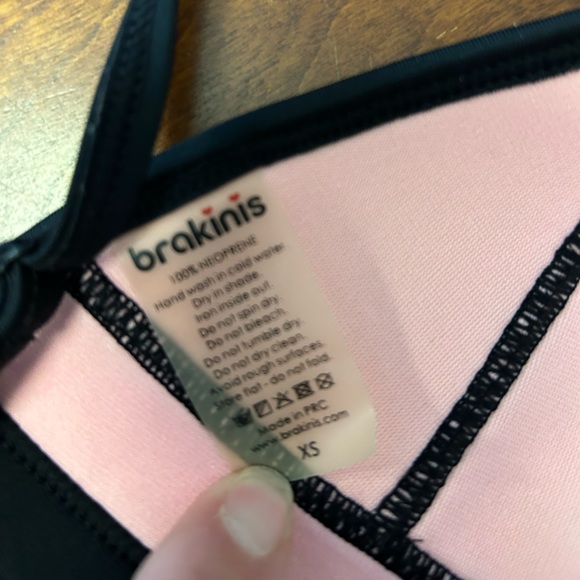 brakinis
100% NEOPRENE
Hand wash in cold water
Dry in shade.
Iron inside out.
Do not spin dry.
Do not bleach.
Do not tumble dry.
Do not dry clean.
Avoid rough surfaces.
Store flat - do not fold.
Made in PRC
www.brakinis.com
XS